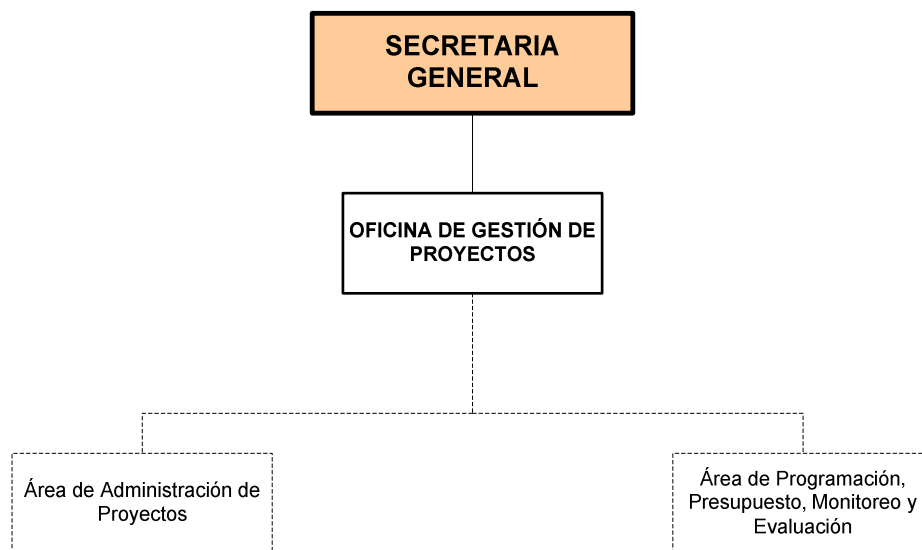 SECRETARIA
GENERAL
OFICINA DE GESTIÓN DE
PROYECTOS
Área de Administración de
Proyectos
Área de Programación,
Presupuesto, Monitoreo y
Evaluación